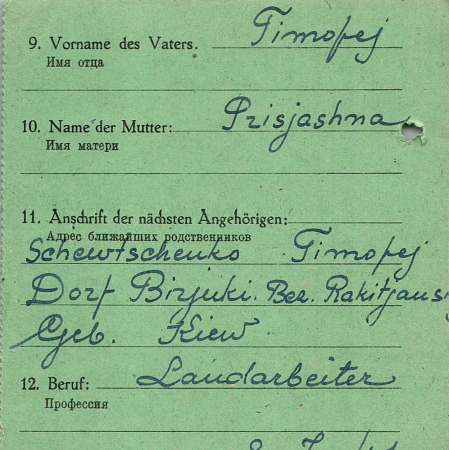 9. Vorname des Vaters. Timofej
Имя отца
10. Name der Mutter: Prisjashna
Имя матери
11. Anschrift der nächsten Angehörigen:
Адрес ближайших родственников
Schewtschenko Timofej
Dorf Birjuki. Bez. Rakitjans
Geb. Kiew.
12. Beruf: Landarbeiter
Профессия